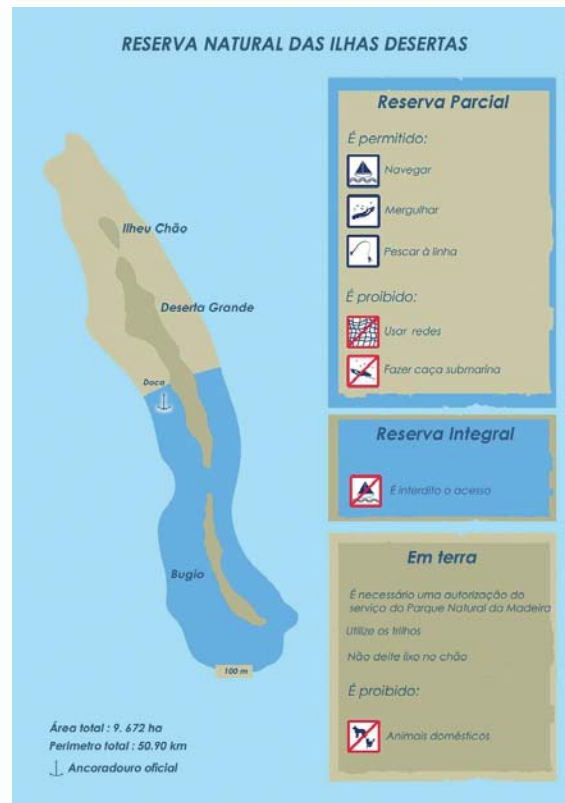 RESERVA NATURAL DAS ILHAS DESERTAS
Ilheu Chão
Deserta Grande
Doca
Bugio
100 m
Área total : 9. 672 ha
Perimetro total : 50.90 km
Ancoradouro oficial
Reserva Parcial
É permitido:
Navegar
Mergulhar
Pescar à linha
É proibido:
Usar redes
Fazer caça submarina
Reserva Integral
É interdito o acesso
Em terra
É necessário uma autorização do
serviço do Parque Natural da Madeira
Utilize os trilhos
Não deite lixo no chão
É proibido:
Animais domésticos